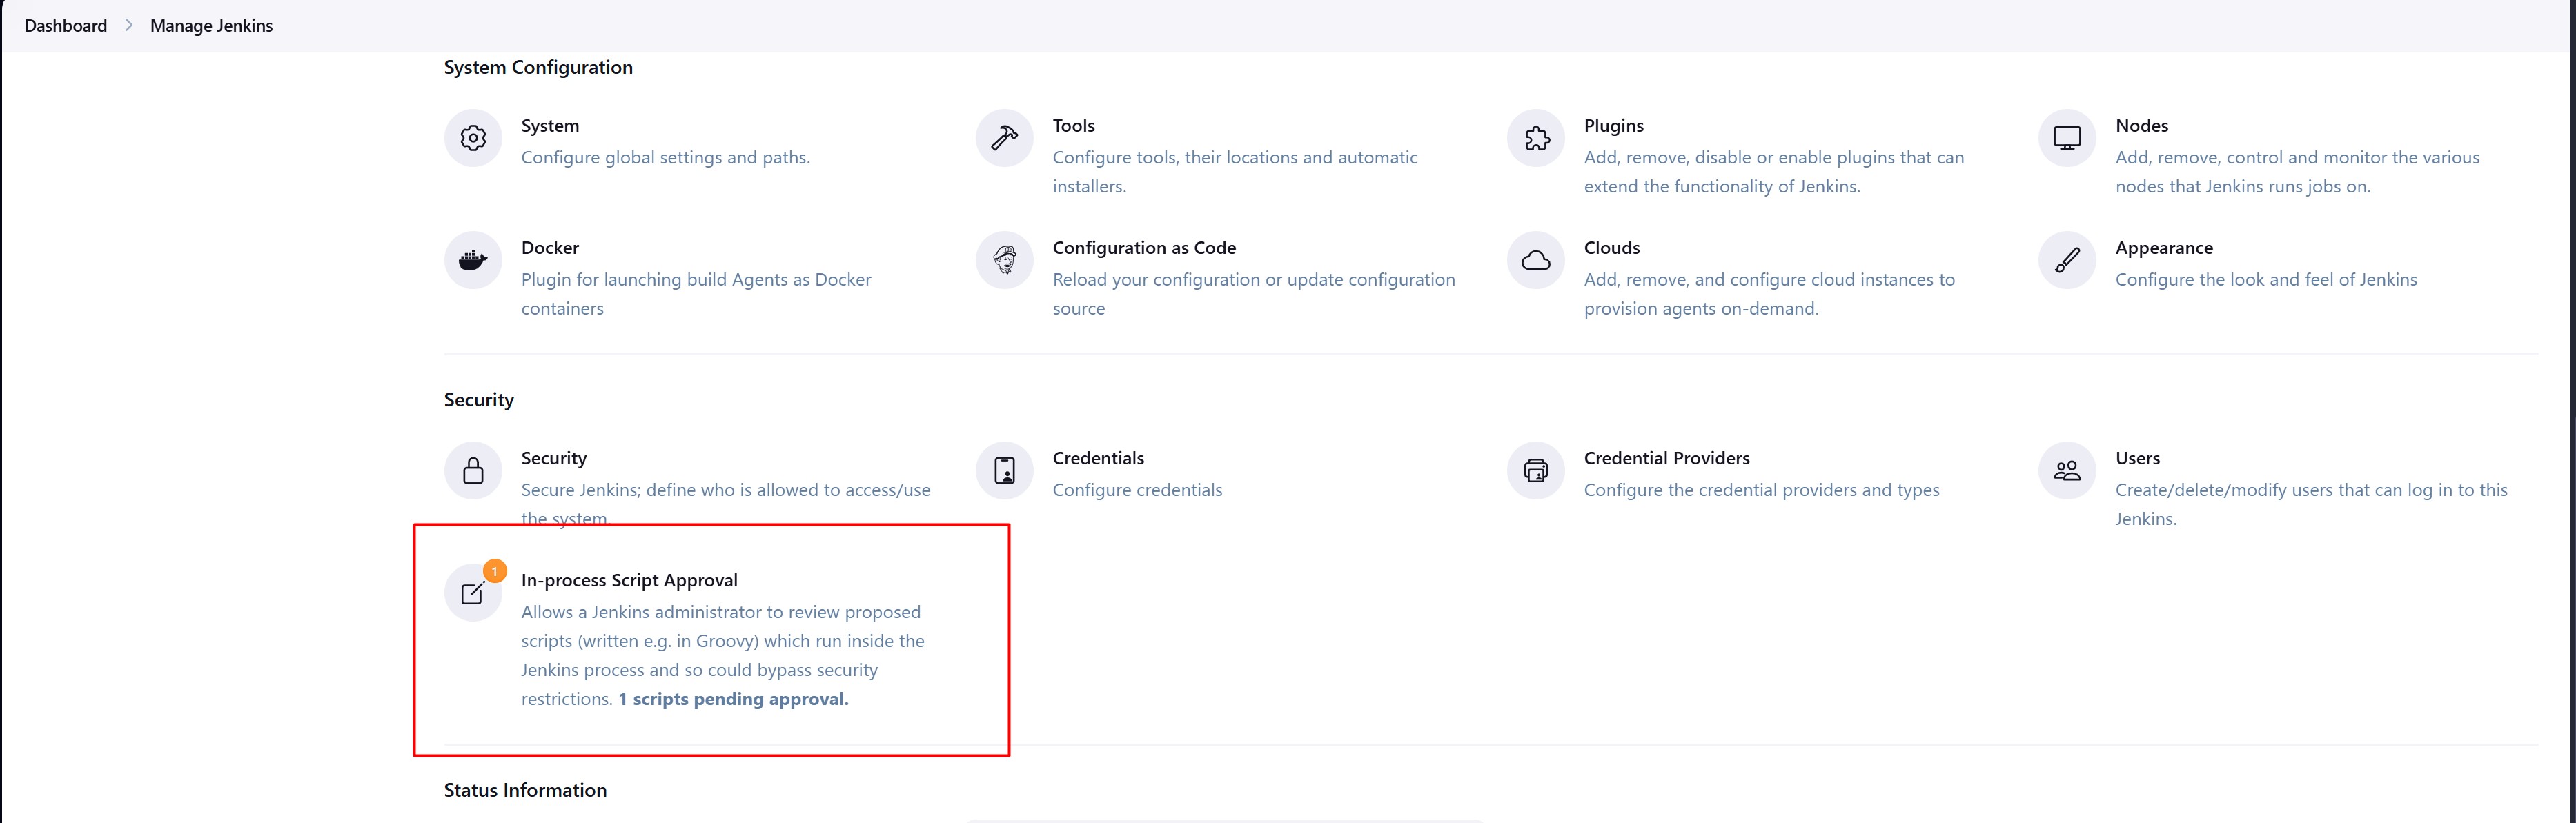 Dashboard > Manage Jenkins
System Configuration
System
Configure global settings and paths.
Tools
Configure tools, their locations and automatic
installers.
Plugins
Add, remove, disable or enable plugins that can
extend the functionality of Jenkins.
Nodes
Add, remove, control and monitor the various
nodes that Jenkins runs jobs on.
Docker
Plugin for launching build Agents as Docker
containers
Configuration as Code
Reload your configuration or update configuration
source
Clouds
Add, remove, and configure cloud instances to
provision agents on-demand.
Appearance
Configure the look and feel of Jenkins
Security
Security
Secure Jenkins; define who is allowed to access/use
the system.
Credentials
Configure credentials
Credential Providers
Configure the credential providers and types
Users
Create/delete/modify users that can log in to this
Jenkins.
1
In-process Script Approval
Allows a Jenkins administrator to review proposed
scripts (written e.g. in Groovy) which run inside the
Jenkins process and so could bypass security
restrictions. 1 scripts pending approval.
Status Information